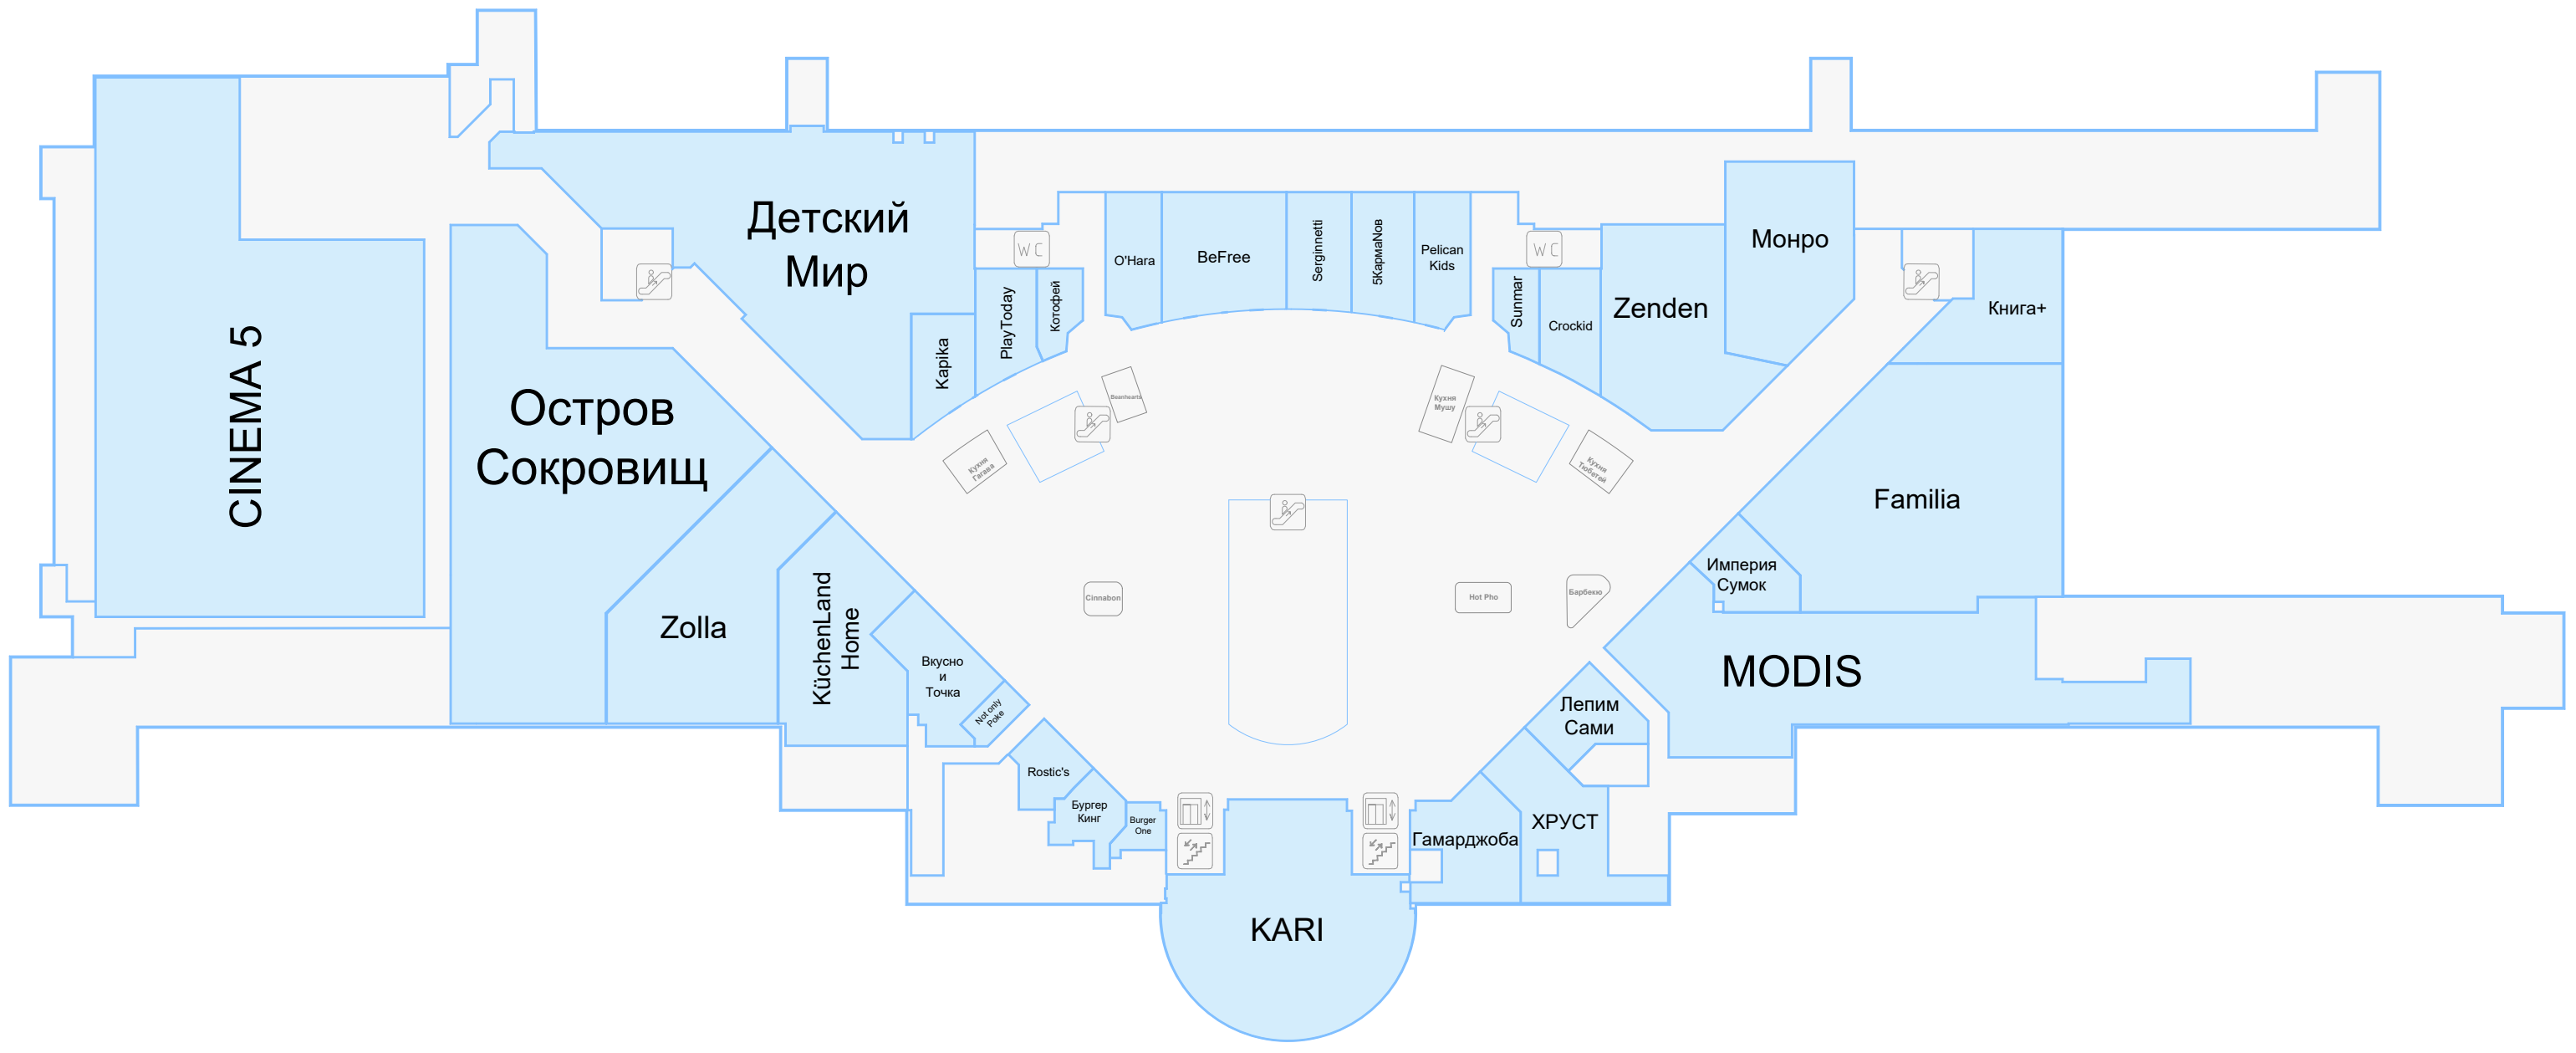 CINEMA 5
Остров
Сокровищ
Детский
Мир
Kapika
PlayToday
Котофей
WC
O'Hara
BeFree
Serginnetti
5КармаNов
Pelican
Kids
WC
Sunmar
Crockid
Zenden
Монро
Книга+
Familia
Империя
Сумок
MODIS
Zolla
KüchenLand
Home
Вкусно
и
Точка
Not only
Poke
Rostic's
Бургер
Кинг
Burger
One
KARI
Гамарджоба
ХРУСТ
Лепим
Сами
Beanhearts
Кухня
Гагава
Кухня
Мушу
Кухня
Тюбетей
Cinnabon
Hot Pho
Барбекю